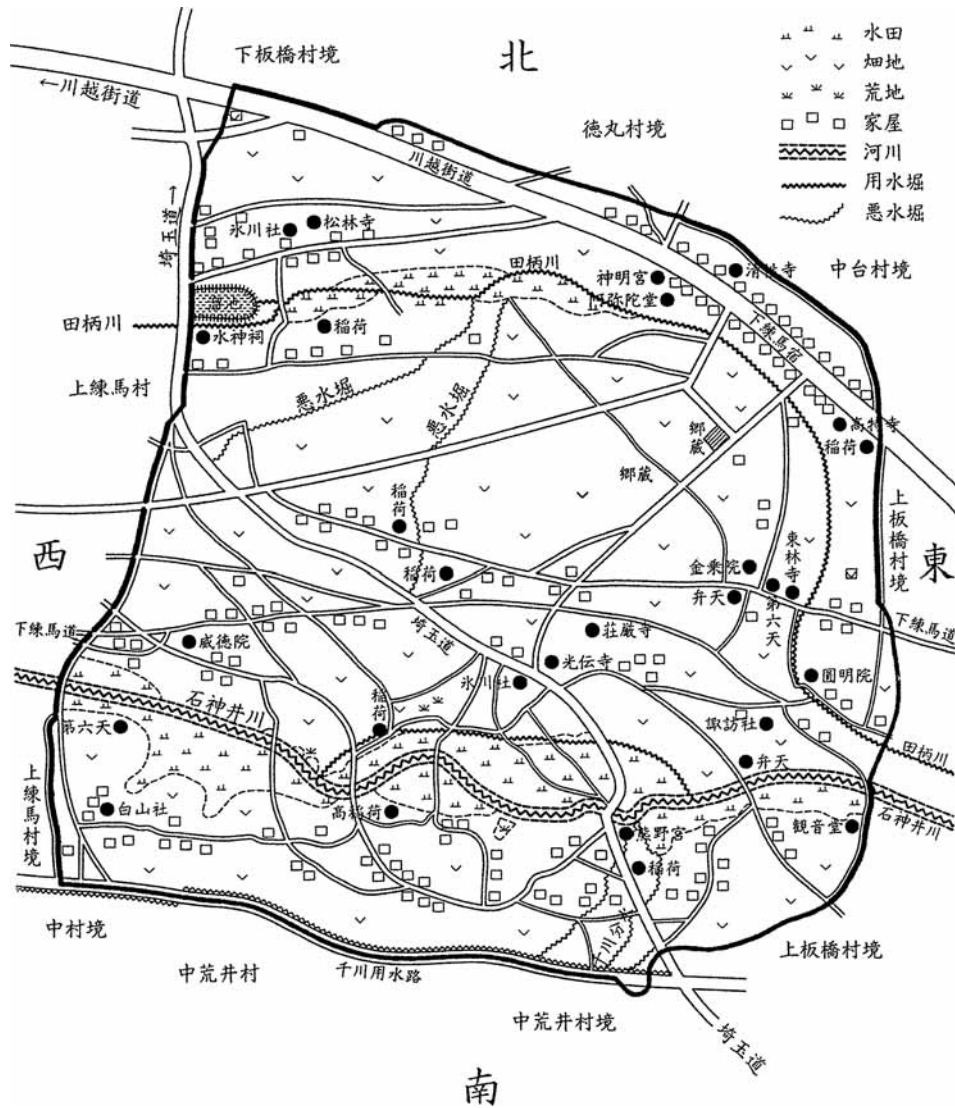 北
下板橋村境
←川越街道
徳丸村境
川越街道
水田
畑地
荒地
家屋
河川
用水堀
悪水堀
埼玉道→
氷川社
松林寺
田柄川
神明宮
中台村境
田柄川
水神祠
稲荷
下練馬宿
上練馬村
悪水堀
悪水堀
郷蔵
稲荷
郷蔵
稲荷
上板橋村境
西
東
東林寺
金乗院
稲荷
弁天
第六天
下練馬道
下練馬道
威徳院
埼玉道
荘厳寺
光伝寺
氷川社
圓明院
石神井川
稲荷
諏訪社
第六天
田柄川
弁天
上練馬村境
白山社
高稲荷
石神井川
熊野宮
観音堂
稲荷
中村境
中荒井村
千川用水路
上板橋村境
中荒井村境
埼玉道
南